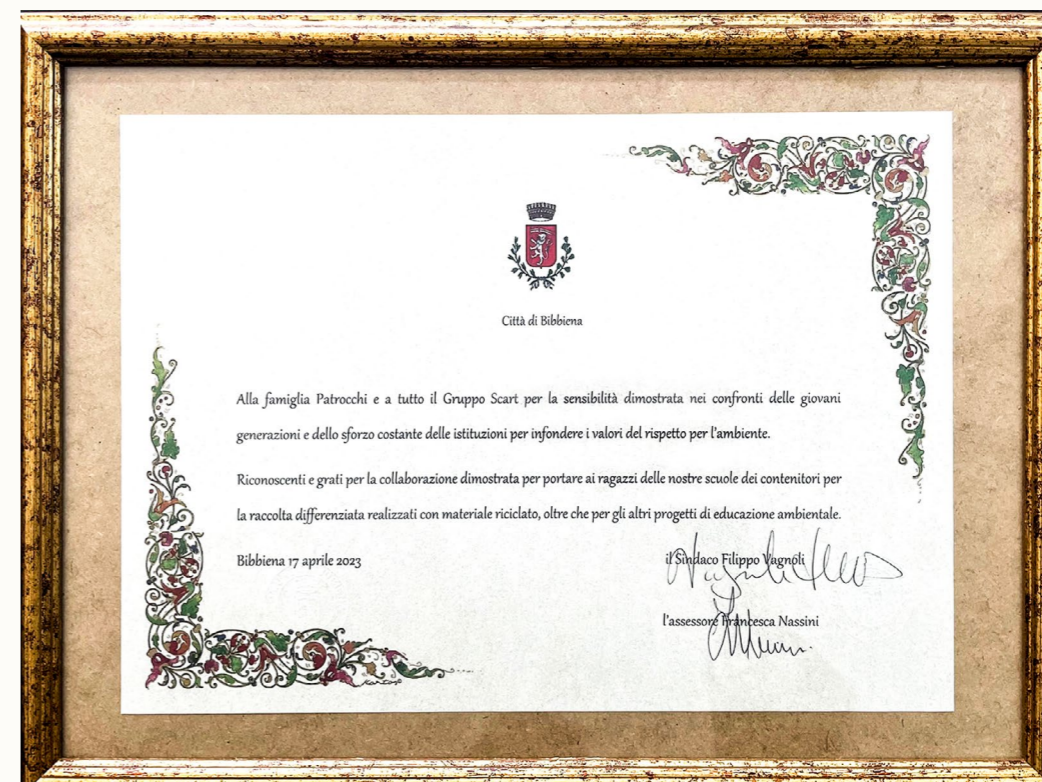 Città di Bibbiena
Alla famiglia Patrocchi e a tutto il Gruppo Scart per la sensibilità dimostrata nei confronti delle giovani
generazioni e dello sforzo costante delle istituzioni per infondere i valori del rispetto per l'ambiente.
Riconoscenti e grati per la collaborazione dimostrata per portare ai ragazzi delle nostre scuole dei contenitori per
la raccolta differenziata realizzati con materiale riciclato, oltre che per gli altri progetti di educazione ambientale.
Bibbiena 17 aprile 2023
il Sindaco Filippo Vagnoli
l'assessore Francesca Nassini